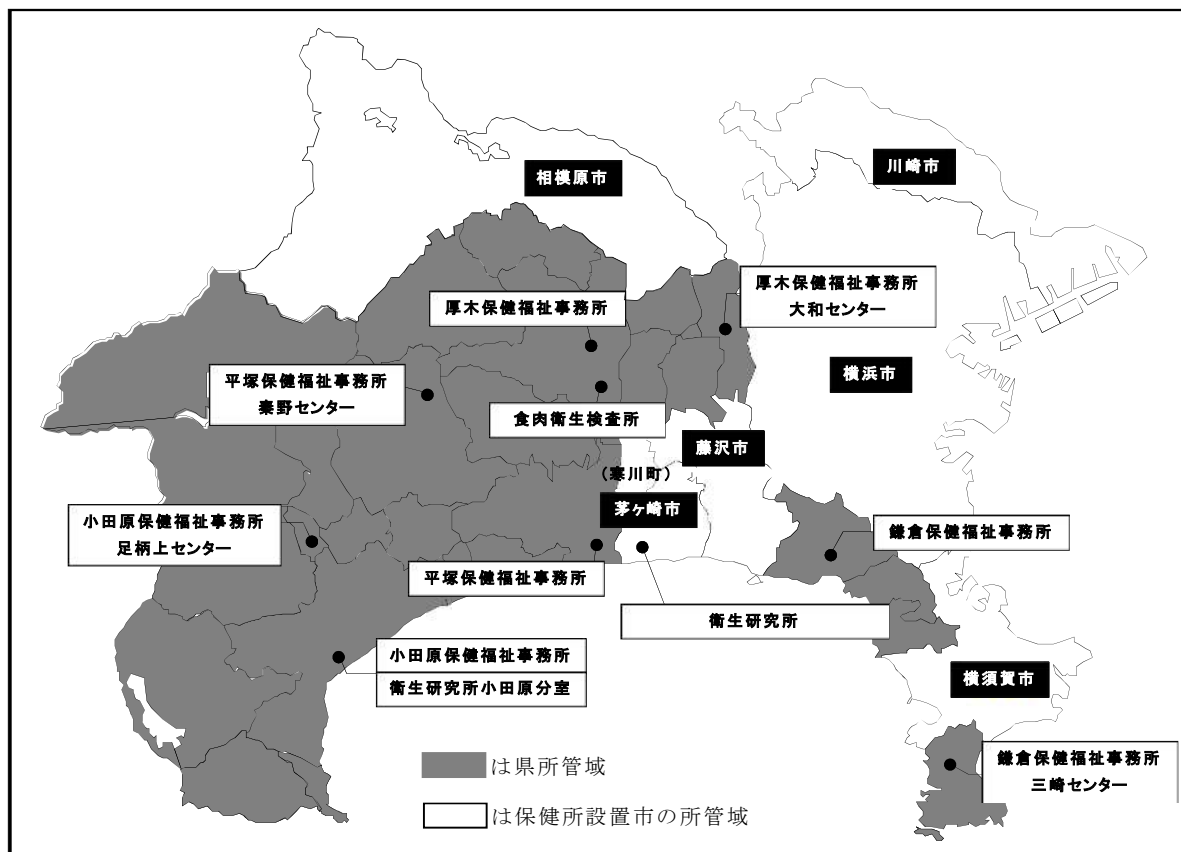 相模原市
川崎市
厚木保健福祉事務所
厚木保健福祉事務所
大和センター
横浜市
平塚保健福祉事務所
秦野センター
食肉衛生検査所
藤沢市
（寒川町）
茅ヶ崎市
小田原保健福祉事務所
足柄上センター
鎌倉保健福祉事務所
平塚保健福祉事務所
衛生研究所
小田原保健福祉事務所
衛生研究所小田原分室
横須賀市
鎌倉保健福祉事務所
三崎センター
は県所管域
は保健所設置市の所管域